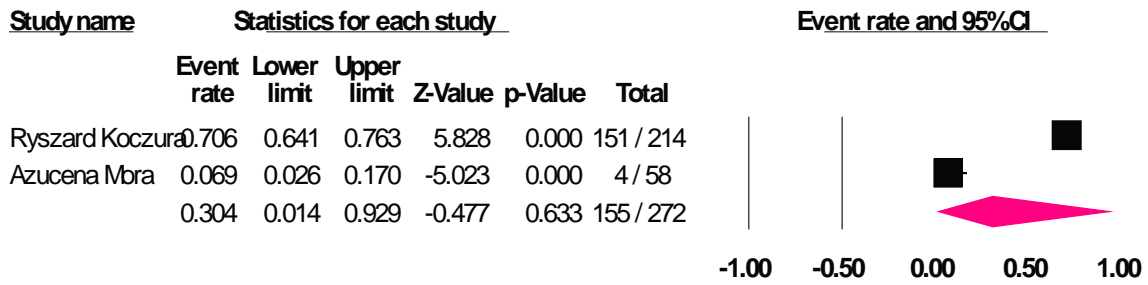 Study name Statistics for each study Event rate and 95%CI
Event Lower Upper
rate limit limit Z-Value p-Value Total
Ryszard Koczura 0.706 0.641 0.763 5.828 0.000 151 / 214
Azucena Mora 0.069 0.026 0.170 -5.023 0.000 4 / 58
0.304 0.014 0.929 -0.477 0.633 155 / 272
-1.00 -0.50 0.00 0.50 1.00